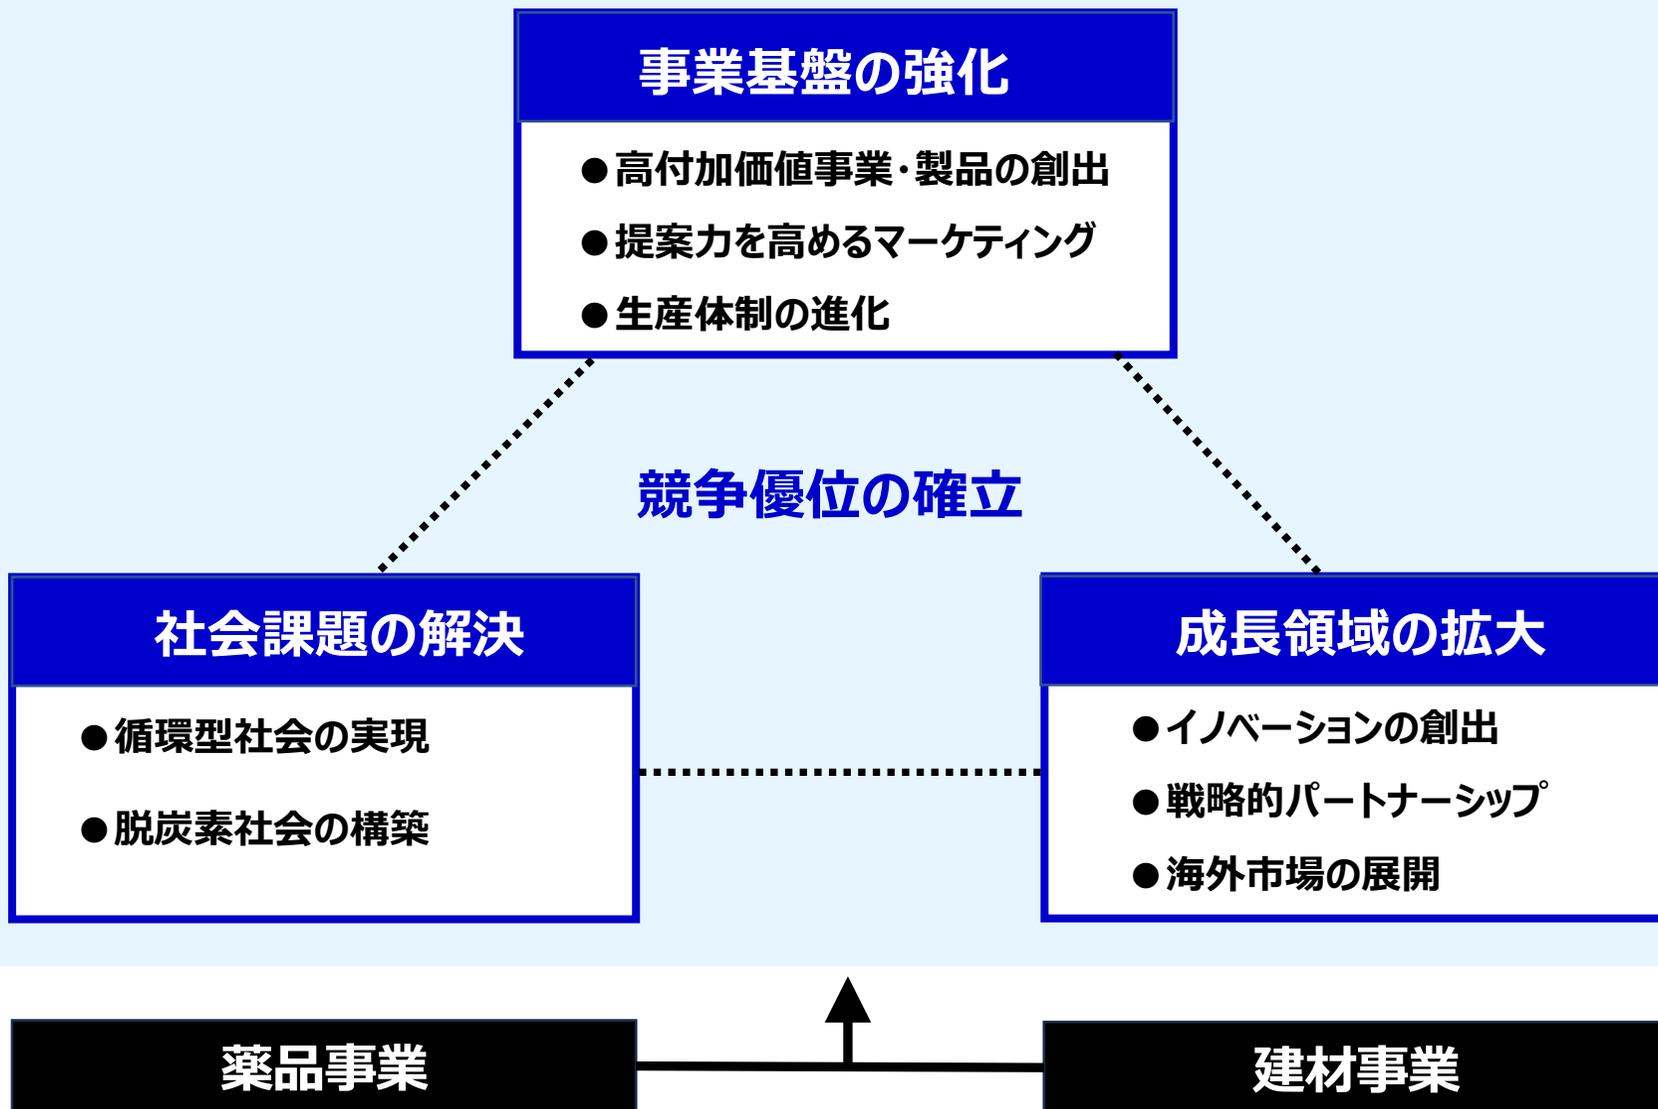 事業基盤の強化
●高付加価値事業・製品の創出
●提案力を高めるマーケティング
●生産体制の進化
競争優位の確立
社会課題の解決
●循環型社会の実現
●脱炭素社会の構築
成長領域の拡大
●イノベーションの創出
●戦略的パートナーシップ
●海外市場の展開
薬品事業
建材事業